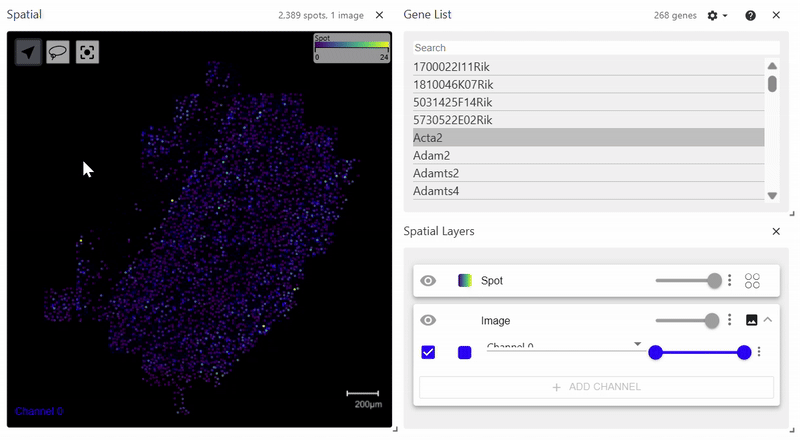 Spatial
2,389 spots, 1 image
Spot
0 24
Channel 0
200μm
Gene List
268 genes
Search
1700022I11Rik
1810046K07Rik
5031425F14Rik
5730522E02Rik
Acta2
Adam2
Adamts2
Adamts4
Spatial Layers
Spot
Image
Channel 0
ADD CHANNEL